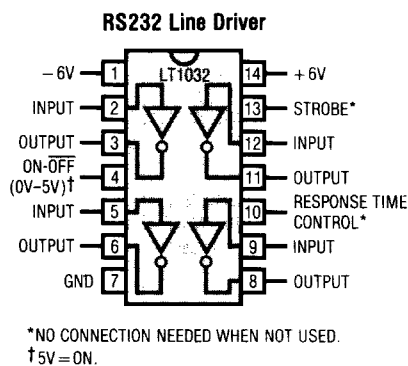 RS232 Line Driver
LT1032
–6V 1 14 +6V
INPUT 2 13 STROBE*
OUTPUT 3 12 INPUT
ON-OFF
(0V–5V)† 4 11 OUTPUT
INPUT 5 10 RESPONSE TIME
CONTROL*
OUTPUT 6 9 INPUT
GND 7 8 OUTPUT
*NO CONNECTION NEEDED WHEN NOT USED.
†5V = ON.